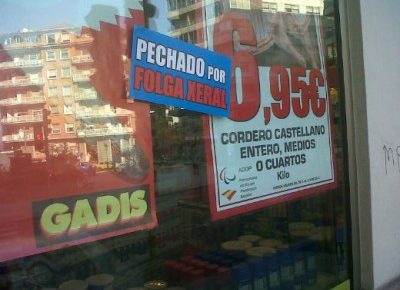 PECHADO POR
FOLGA XERAL
6,95€
CORDERO CASTELLANO
ENTERO, MEDIOS
O CUARTOS
Kilo
GADIS